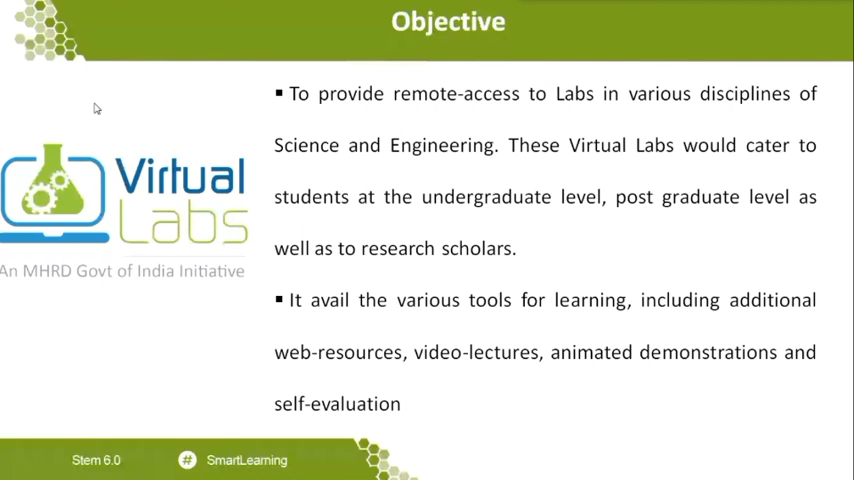 Objective
▪ To provide remote-access to Labs in various disciplines of
Science and Engineering. These Virtual Labs would cater to
students at the undergraduate level, post graduate level as
well as to research scholars.
▪ It avail the various tools for learning, including additional
web-resources, video-lectures, animated demonstrations and
self-evaluation
Virtual
Labs
An MHRD Govt of India Initiative
Stem 6.0
# SmartLearning